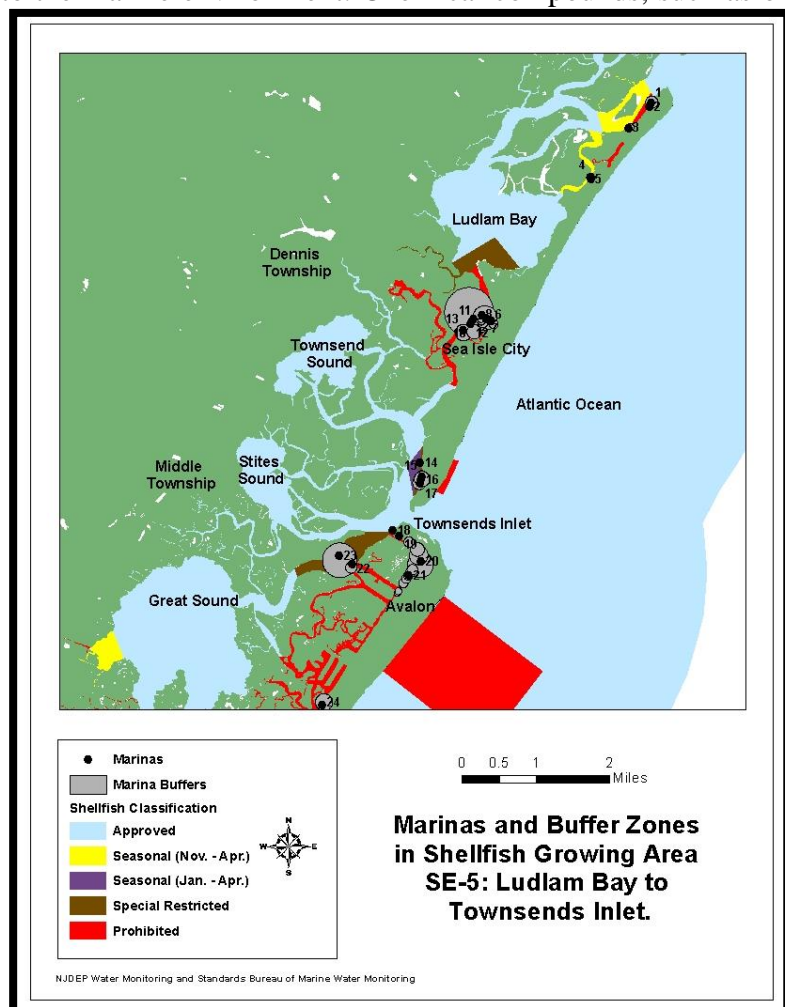 1
2
3
4
5
Ludlam Bay
Dennis
Township
11
8
6
13
7
12
Sea Isle City
Townsend
Sound
Atlantic Ocean
Middle
Township
Stites
Sound
15
14
16
17
18
Townsends Inlet
19
23
20
22
21
Great Sound
Avalon
24
Marinas
Marina Buffers
Shellfish Classification
Approved
Seasonal (Nov. - Apr.)
Seasonal (Jan. - Apr.)
Special Restricted
Prohibited
N
W
E
S
0 0.5 1 2
Miles
Marinas and Buffer Zones
in Shellfish Growing Area
SE-5: Ludlam Bay to
Townsends Inlet.
NJDEP Water Monitoring and Standards Bureau of Marine Water Monitoring